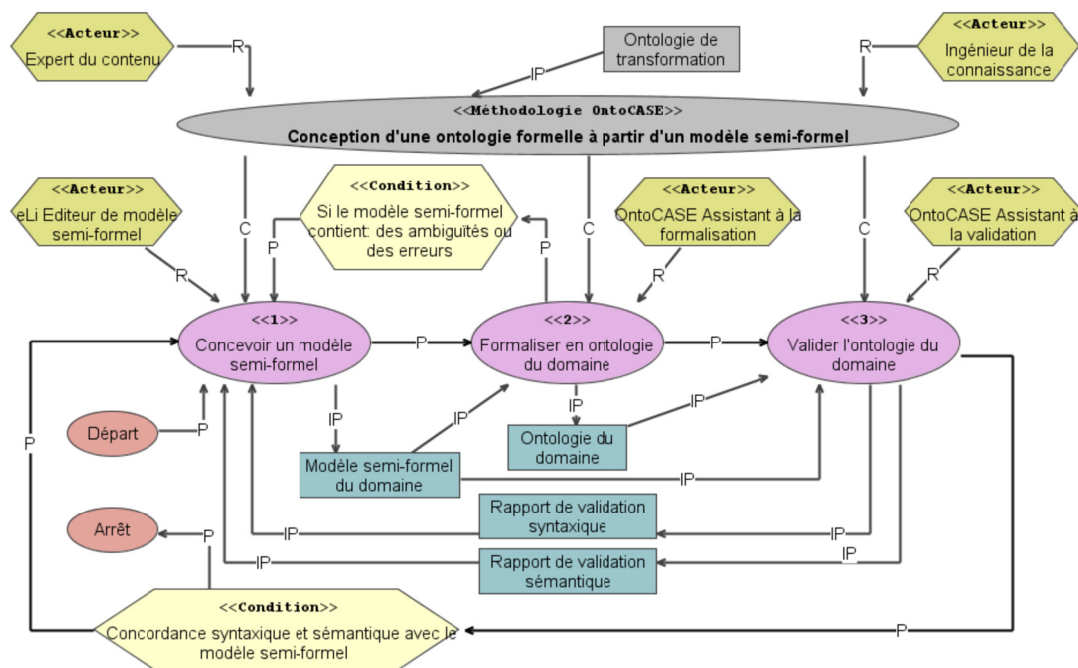 <<Acteur>>
Expert du contenu
R
Ontologie de
transformation
IP
R
<<Acteur>>
Ingénieur de la
connaissance
<<Méthodologie OntoCASE>>
Conception d'une ontologie formelle à partir d'un modèle semi-formel
<<Acteur>>
eLi Editeur de modèle
semi-formel
R
C
<<Condition>>
Si le modèle semi-formel
contient: des ambiguïtés ou
des erreurs
P
P
C
<<Acteur>>
OntoCASE Assistant à la
formalisation
R
C
<<Acteur>>
OntoCASE Assistant à
la validation
R
<<1>>
Concevoir un modèle
semi-formel
P
<<2>>
Formaliser en ontologie
du domaine
P
<<3>>
Valider l'ontologie du
domaine
P
Départ
P
IP
IP
IP
IP
Modèle semi-formel
du domaine
Ontologie du
domaine
IP
Rapport de validation
syntaxique
IP
IP
Rapport de validation
sémantique
IP
IP
Arrêt
P
<<Condition>>
Concordance syntaxique et sémantique avec le
modèle semi-formel
P